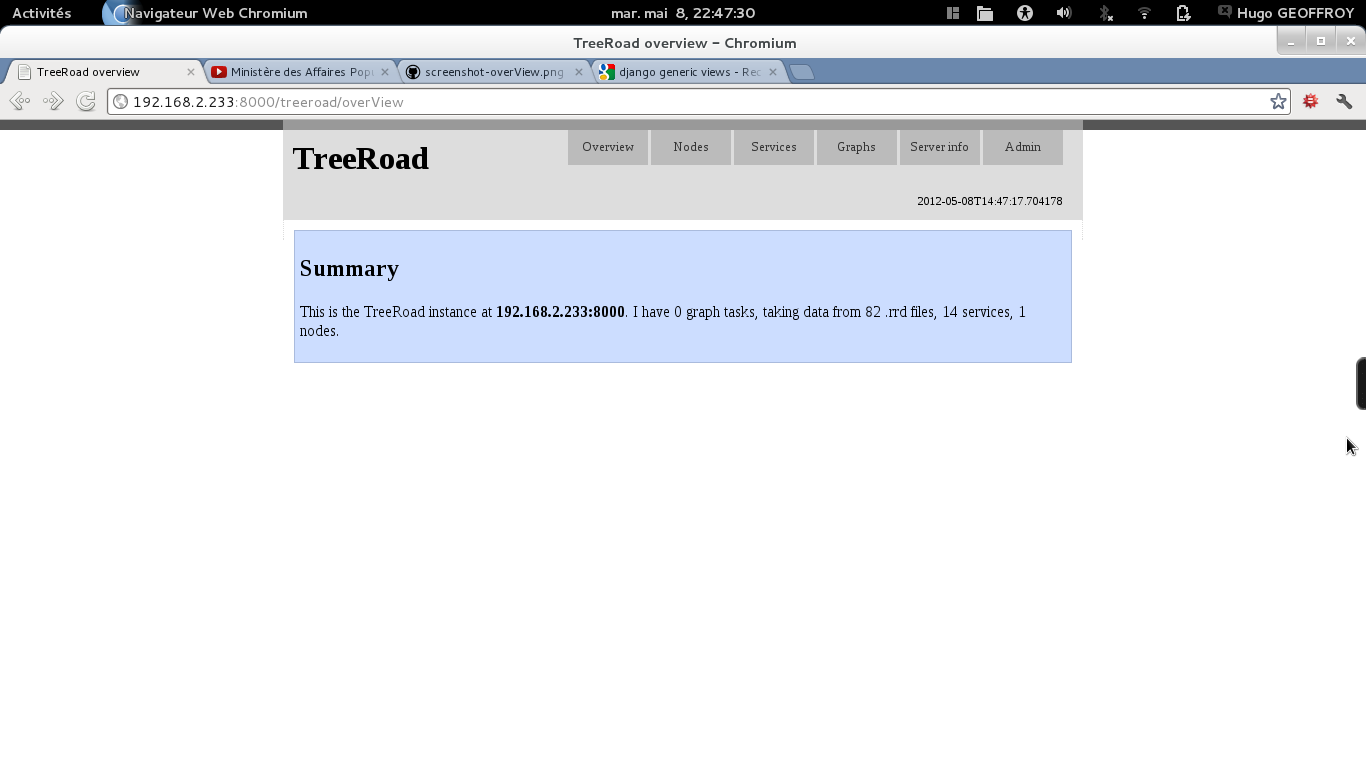 Activités Navigateur Web Chromium mar. mai 8, 22:47:30 Hugo GEOFFROY
TreeRoad overview - Chromium
TreeRoad overview Ministère des Affaires Popu screenshot-overView.png django generic views - Rec
192.168.2.233:8000/treeroad/overView
TreeRoad
Overview Nodes Services Graphs Server info Admin
2012-05-08T14:47:17.704178
Summary
This is the TreeRoad instance at 192.168.2.233:8000. I have 0 graph tasks, taking data from 82 .rrd files, 14 services, 1
nodes.